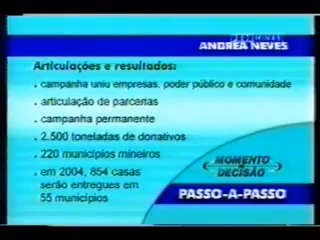 MINAS
ANDREA NEVES
Articulações e resultados:
. campanha uniu empresas, poder público e comunidade
. articulação de parcerias
. campanha permanente
. 2.500 toneladas de donativos
. 220 municípios mineiros
. em 2004, 854 casas
serão entregues em
55 municípios
MOMENTO
DECISÃO
PASSO-A-PASSO